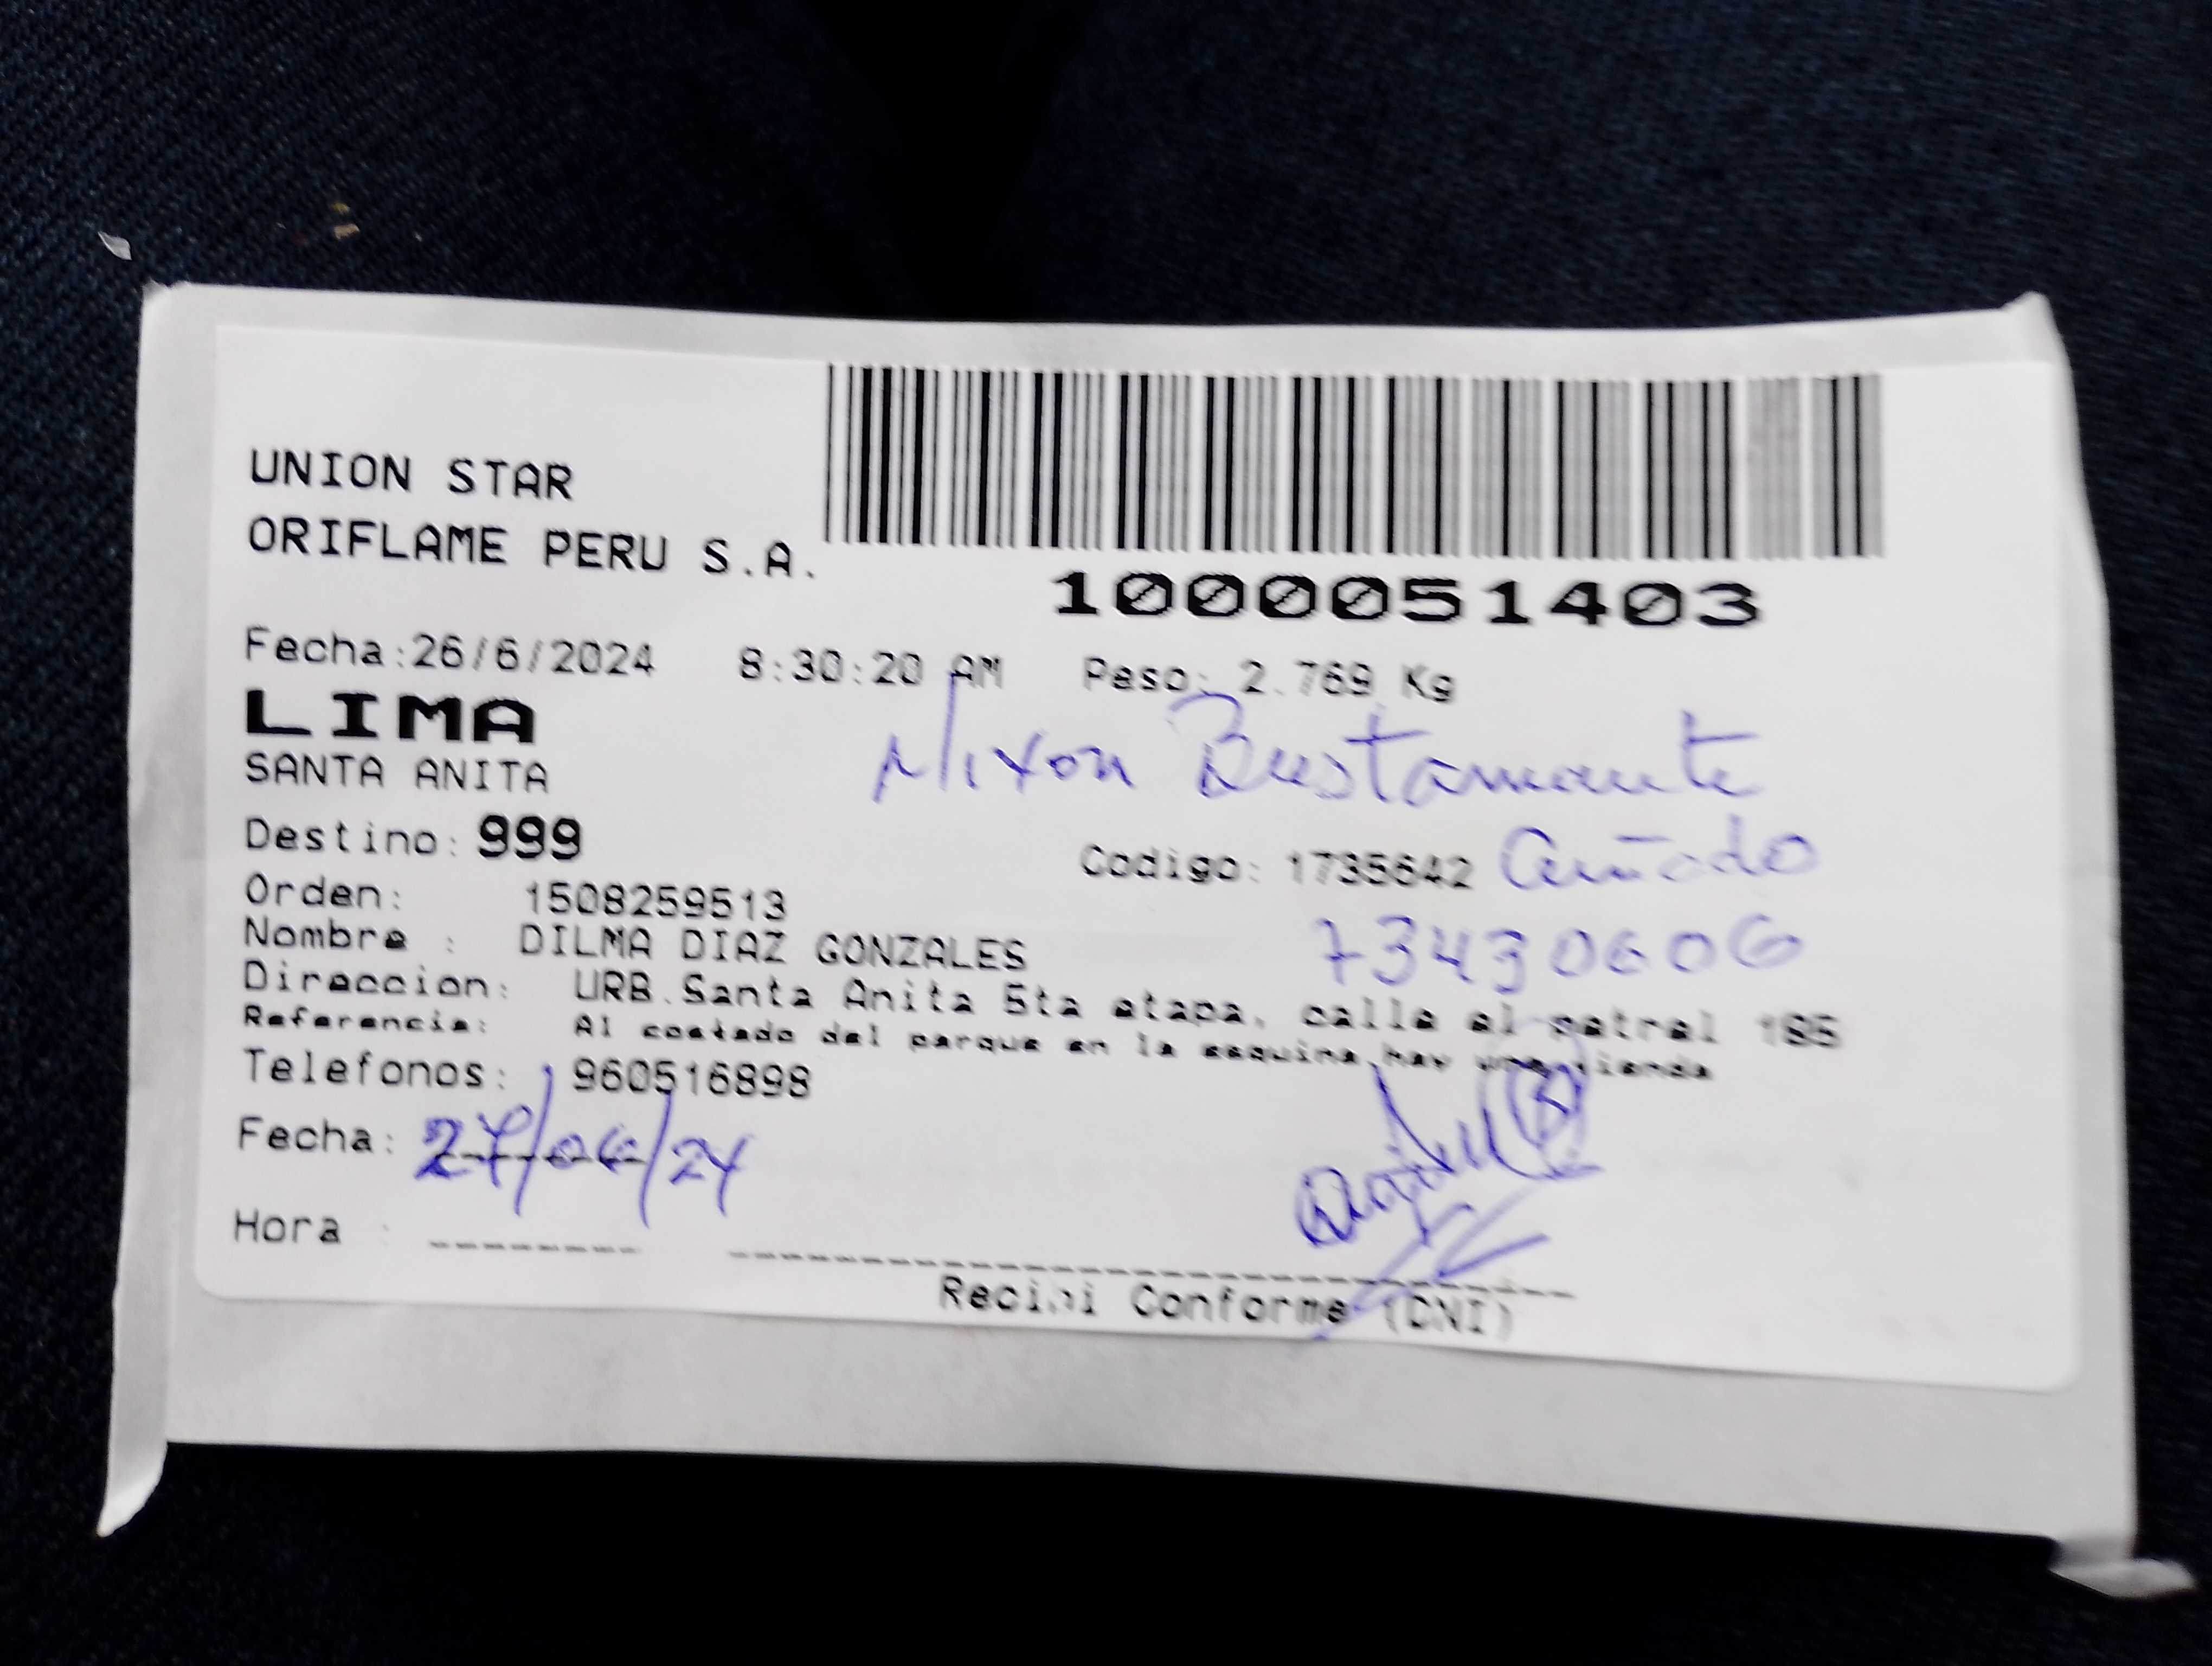 UNION STAR
ORIFLAME PERU S.A.
1000051403
Fecha:26/6/2024 8:30:20 AM Peso: 2.769 Kg
LIMA
SANTA ANITA
Nixon Bustamante
Destino: 999
Codigo: 1735642 Cuñado
Orden: 1508259513
73430606
Nombre : DILMA DIAZ GONZALES
Direccion: URB.Santa Anita 5ta etapa, calle el petrel 195
Referencia: Al costado del parque en la esquina hay una tienda
Telefonos: 960516898
Fecha: 27/06/24
Hora :
Recibi Conforme (DNI)